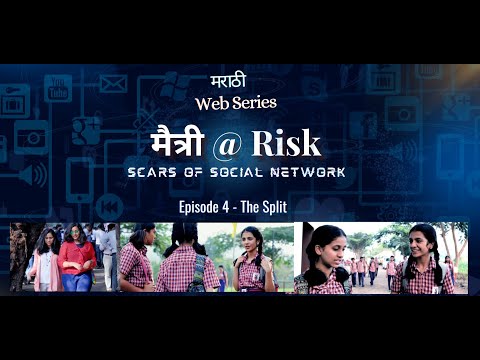 मराठी
Web Series
मैत्री @ Risk
SCARS OF SOCIAL NETWORK
Episode 4 - The Split